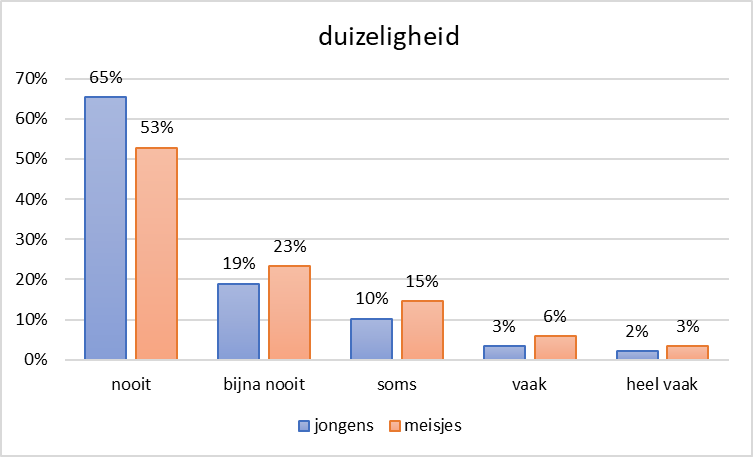 duizeligheid
70%
60%
50%
40%
30%
20%
10%
0%
65%
53%
19%
23%
10%
15%
3%
6%
2%
3%
nooit
bijna nooit
soms
vaak
heel vaak
jongens
meisjes